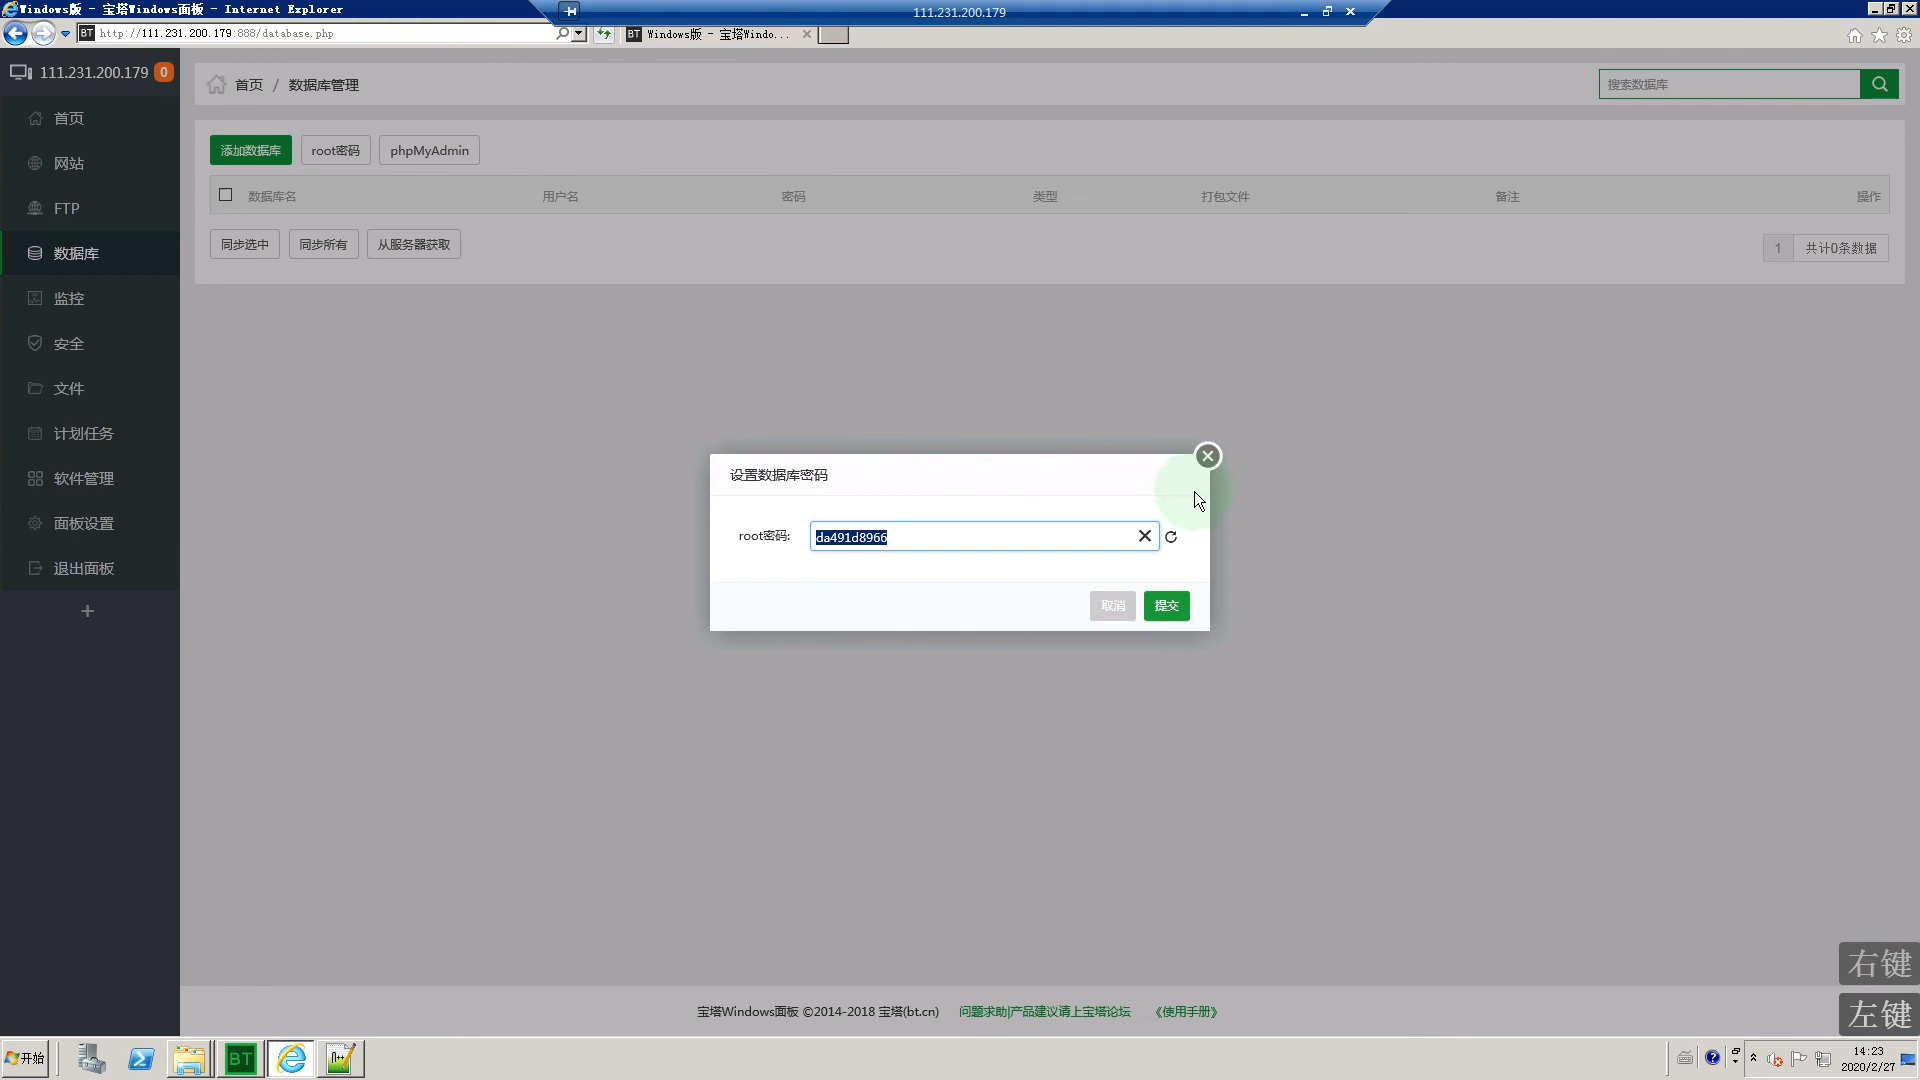 Windows版 - 宝塔Windows面板 - Internet Explorer
111.231.200.179
BT http://111.231.200.179:888/database.php
BT Windows版 - 宝塔Windo...
111.231.200.179 0
首页
网站
FTP
数据库
监控
安全
文件
计划任务
软件管理
面板设置
退出面板
首页 / 数据库管理
搜索数据库
添加数据库 root密码 phpMyAdmin
数据库名 用户名 密码 类型 打包文件 备注 操作
同步选中 同步所有 从服务器获取
1 共计0条数据
设置数据库密码
root密码: da491d8966
取消 提交
右键
左键
宝塔Windows面板 ©2014-2018 宝塔(bt.cn) 问题求助|产品建议请上宝塔论坛 《使用手册》
开始
BT
14:23
2020/2/27